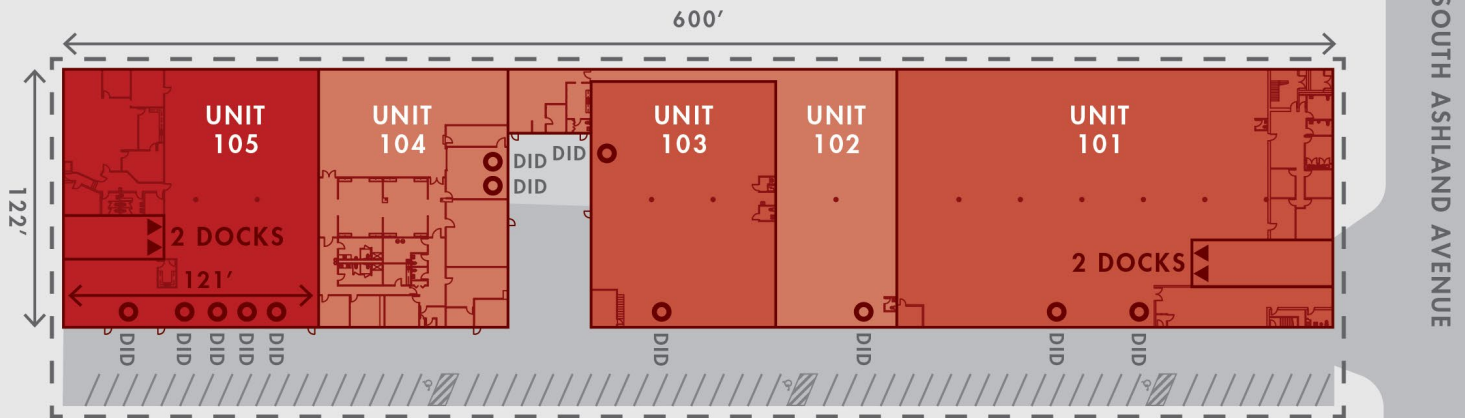 600’
SOUTH ASHLAND AVENUE
122’
UNIT
105
UNIT
104
UNIT
103
UNIT
102
UNIT
101
DID
DID
DID
2 DOCKS
121’
2 DOCKS
DID
DID
DID
DID
DID
DID
DID
DID
DID